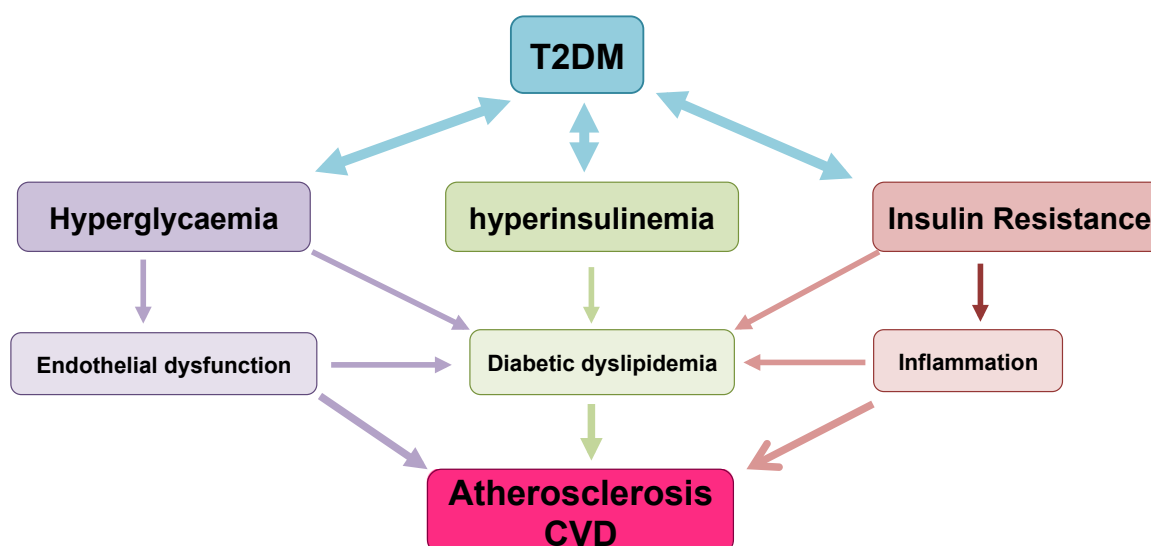 T2DM
Hyperglycaemia
hyperinsulinemia
Insulin Resistance
Endothelial dysfunction
Diabetic dyslipidemia
Inflammation
Atherosclerosis
CVD